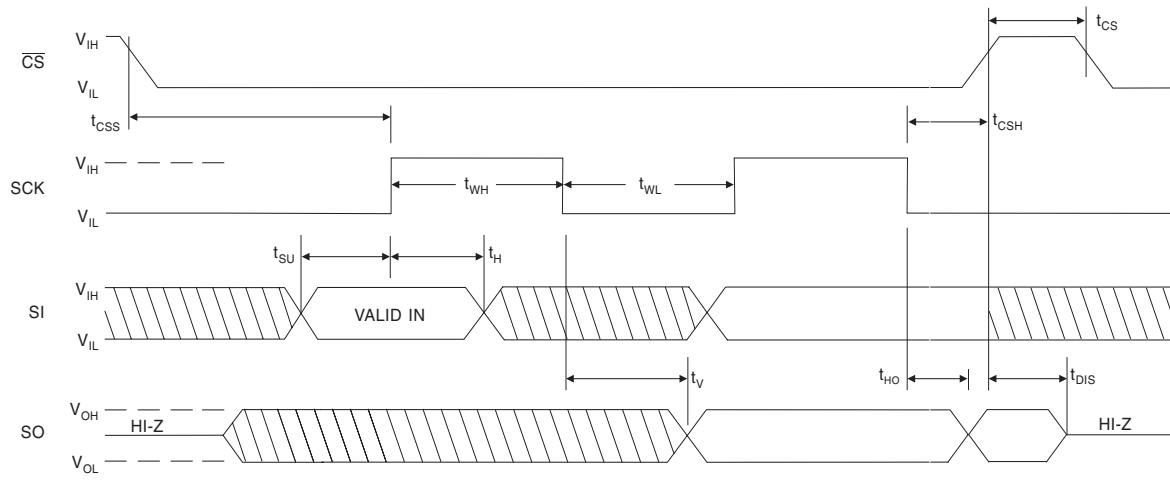 t_CS
V_IH
CS
V_IL
t_CSS
t_CSH
V_IH
SCK
t_WH
t_WL
V_IL
t_SU
t_H
V_IH
SI
VALID IN
V_IL
t_V
t_HO
t_DIS
V_OH
SO
HI-Z
HI-Z
V_OL